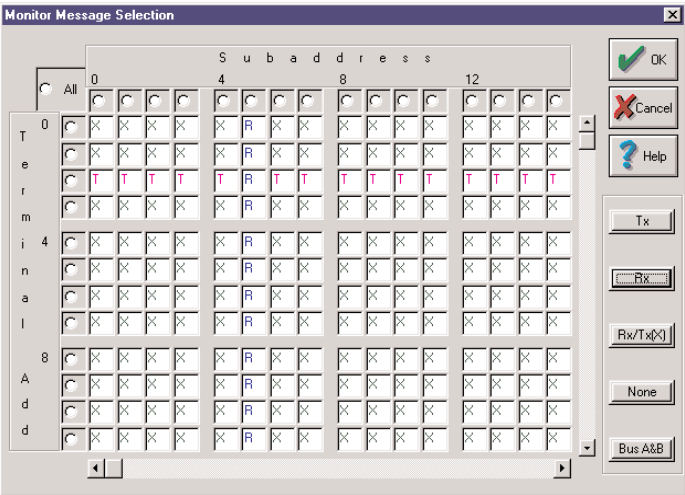 Monitor Message Selection
S u b a d d r e s s
0 4 8 12
All
T e r m i n a l A d d
0
X X X X X R X X X X X X X X X X
X X X X X R X X X X X X X X X X
T T T T T R T T T T T T T T T T
X X X X X R X X X X X X X X X X
4
X X X X X R X X X X X X X X X X
X X X X X R X X X X X X X X X X
X X X X X R X X X X X X X X X X
X X X X X R X X X X X X X X X X
8
X X X X X R X X X X X X X X X X
X X X X X R X X X X X X X X X X
X X X X X R X X X X X X X X X X
X X X X X R X X X X X X X X X X
OK
Cancel
? Help
Tx
Rx
Rx/Tx(X)
None
Bus A&B